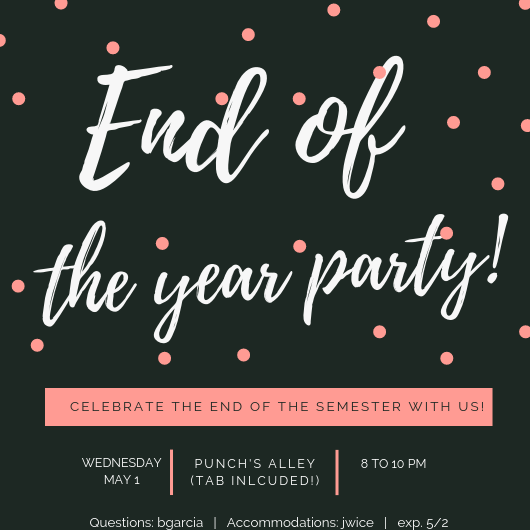 End of
the year party!
CELEBRATE THE END OF THE SEMESTER WITH US!
WEDNESDAY
MAY 1
PUNCH'S ALLEY
(TAB INLCUDED!)
8 TO 10 PM
Questions: bgarcia | Accommodations: jwice | exp. 5/2